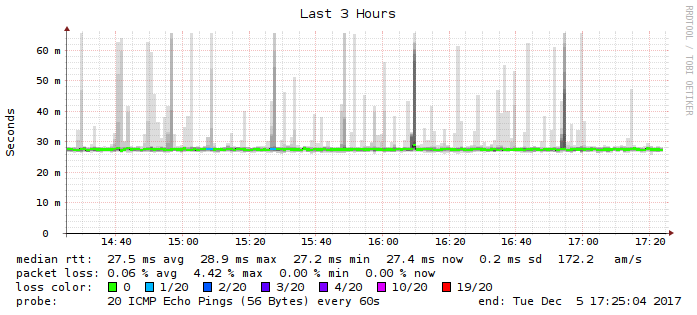 Last 3 Hours
RRDTOOL / TOBI OETIKER
Seconds
60 m
50 m
40 m
30 m
20 m
10 m
0
14:40 15:00 15:20 15:40 16:00 16:20 16:40 17:00 17:20
median rtt: 27.5 ms avg 28.9 ms max 27.2 ms min 27.4 ms now 0.2 ms sd 172.2 am/s
packet loss: 0.06 % avg 4.42 % max 0.00 % min 0.00 % now
loss color: 0 1/20 2/20 3/20 4/20 10/20 19/20
probe: 20 ICMP Echo Pings (56 Bytes) every 60s end: Tue Dec 5 17:25:04 2017